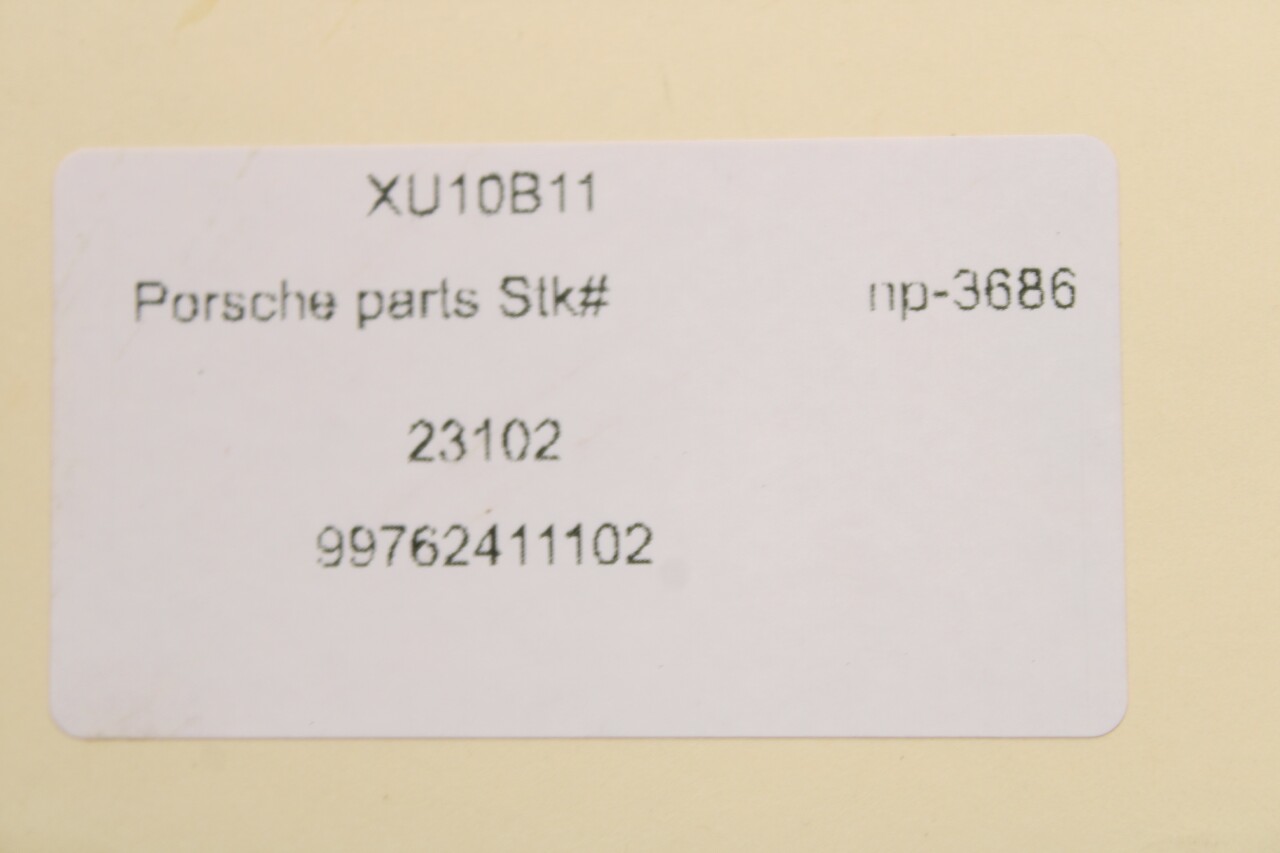 XU10B11
Porsche parts Stk# np-3686
23102
99762411102